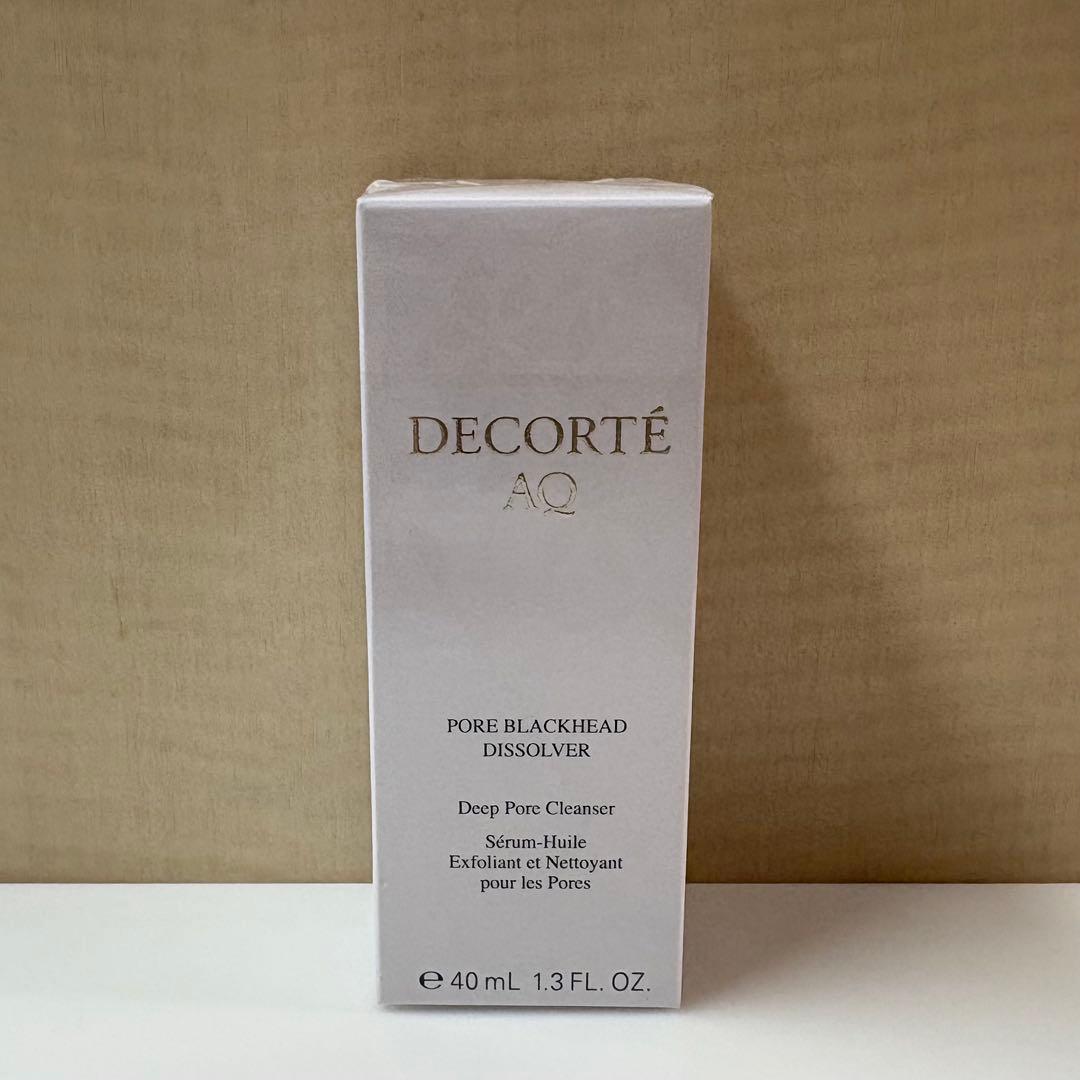 DECORTÉ
AQ
PORE BLACKHEAD
DISSOLVER
Deep Pore Cleanser
Sérum-Huile
Exfoliant et Nettoyant
pour les Pores
℮ 40 mL 1.3 FL. OZ.